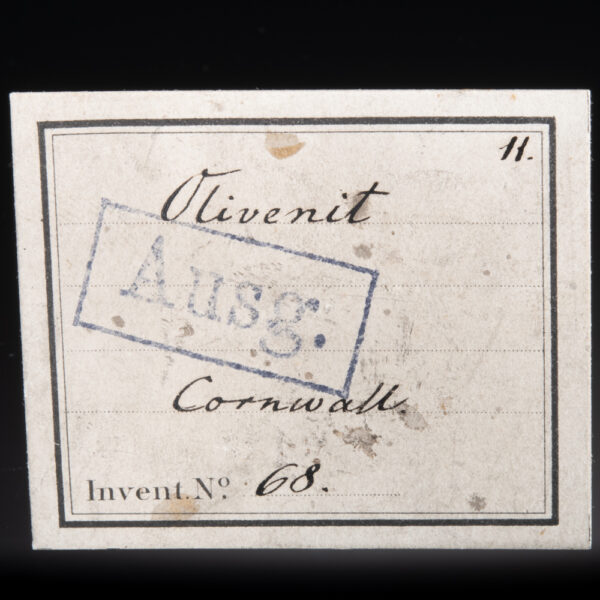 11.
Olivenit
Ausg.
Cornwall.
Invent. No. 68.